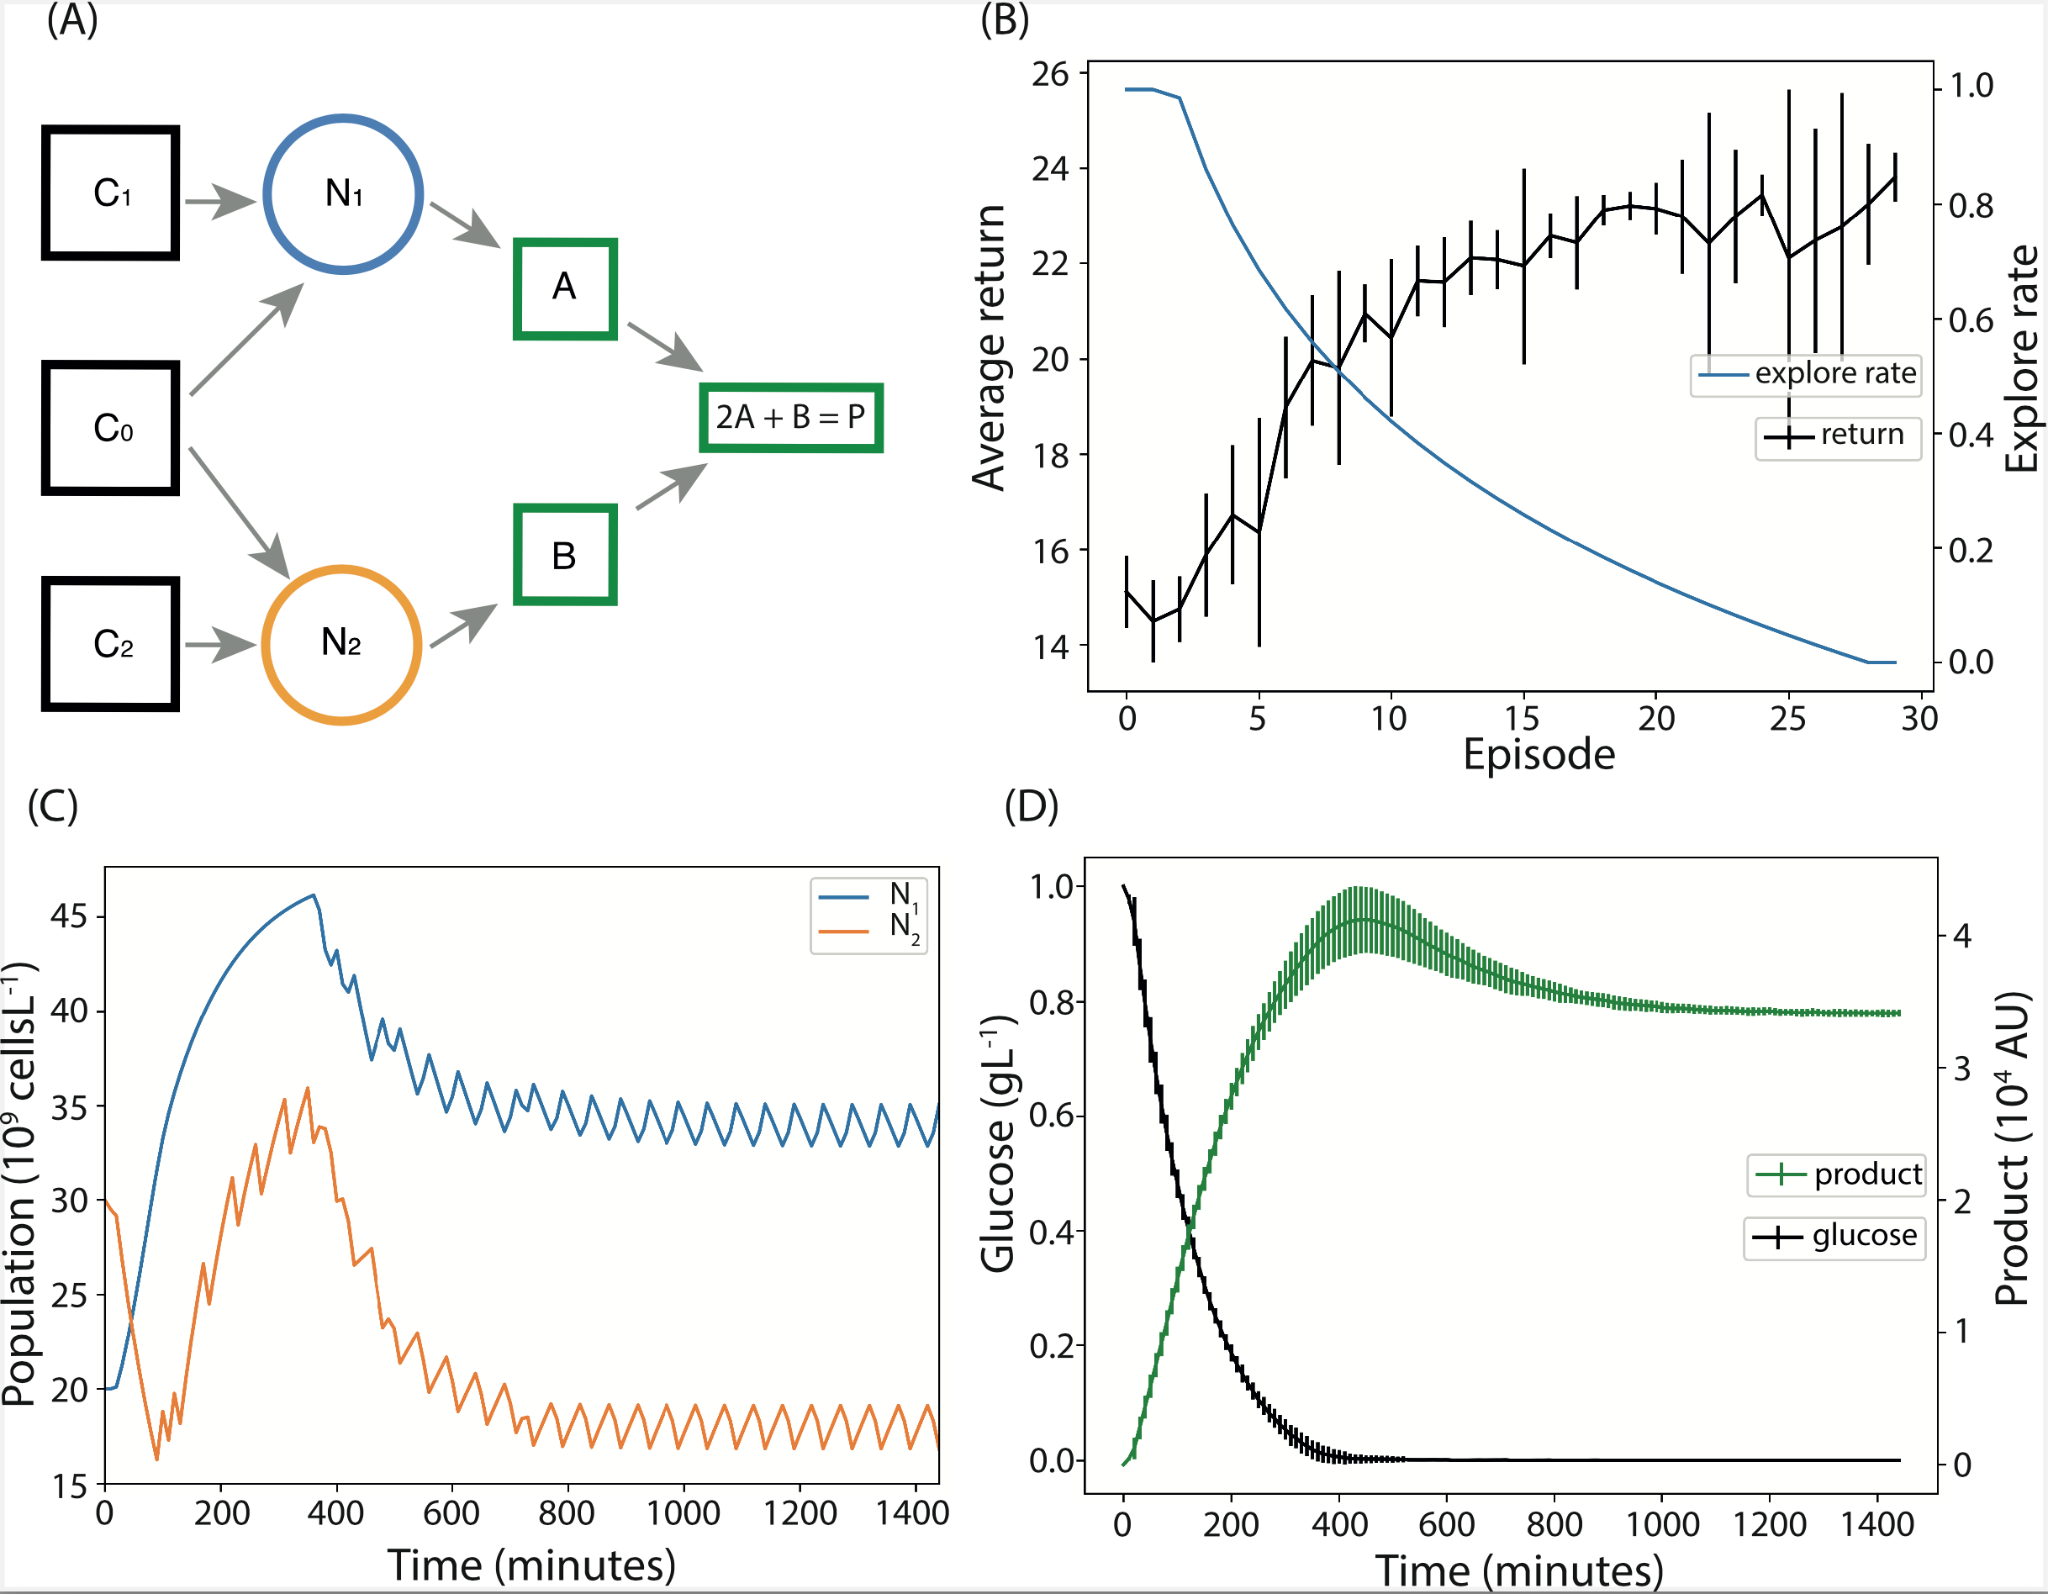 (A)
C1
N1
A
C0
2A + B = P
B
C2
N2
(B)
26
24
22
20
18
16
14
Average return
1.0
0.8
0.6
0.4
0.2
0.0
Explore rate
explore rate
return
0 5 10 15 20 25 30
Episode
(C)
45
40
35
30
25
20
15
Population (10⁹ cellsL⁻¹)
N₁
N₂
0 200 400 600 800 1000 1200 1400
Time (minutes)
(D)
1.0
0.8
0.6
0.4
0.2
0.0
Glucose (gL⁻¹)
4
3
2
1
0
Product (10⁴ AU)
product
glucose
0 200 400 600 800 1000 1200 1400
Time (minutes)